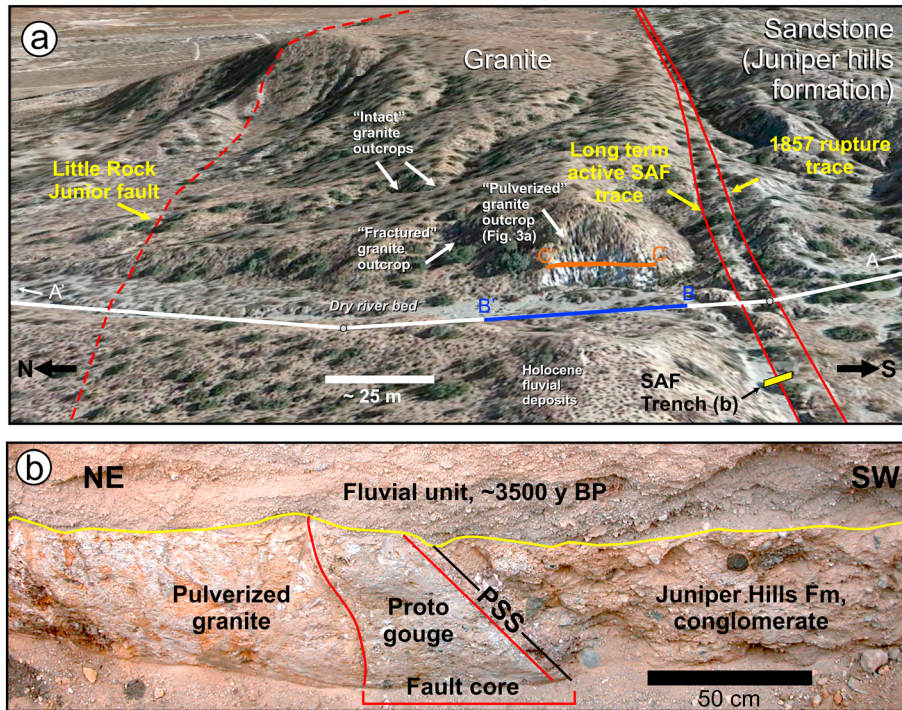 a
Granite
Sandstone
(Juniper hills
formation)
"Intact"
granite
outcrops
Little Rock
Junior fault
"Pulverized"
granite
outcrop
(Fig. 3a)
Long term
active SAF
trace
1857 rupture
trace
"Fractured"
granite
outcrop
C'
C
A'
A
Dry river bed
B'
B
N
S
~ 25 m
Holocene
fluvial
deposits
SAF
Trench (b)
b
NE
SW
Fluvial unit, ~3500 y BP
Pulverized
granite
Proto
gouge
PSS
Juniper Hills Fm,
conglomerate
Fault core
50 cm